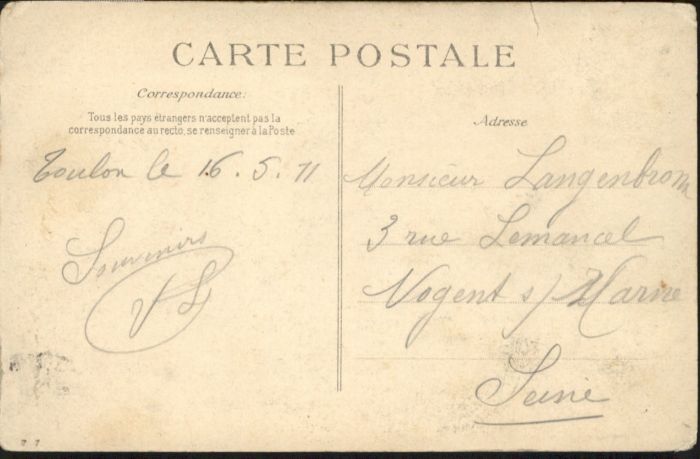 CARTE POSTALE
Correspondance.
Tous les pays étrangers n'acceptent pas la
correspondance au recto, se renseigner à la Poste
Toulon le 16.5.11
Souvenirs
Adresse
Monsieur
3 rue Lemancel
Nogent s/Marne
Seine